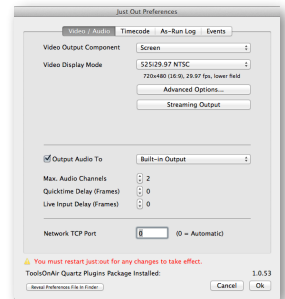 Just Out Preferences
Video / Audio Timecode As-Run Log Events
Video Output Component Screen
Video Display Mode 525i29.97 NTSC
720x480 (16:9), 29.97 fps, lower field
Advanced Options...
Streaming Output
Output Audio To Built-in Output
Max. Audio Channels 2
Quicktime Delay (Frames) 0
Live Input Delay (Frames) 0
Network TCP Port 0 (0 = Automatic)
You must restart just:out for any changes to take effect.
ToolsOnAir Quartz Plugins Package Installed: 1.0.53
Reveal Preferences File In Finder Cancel Ok